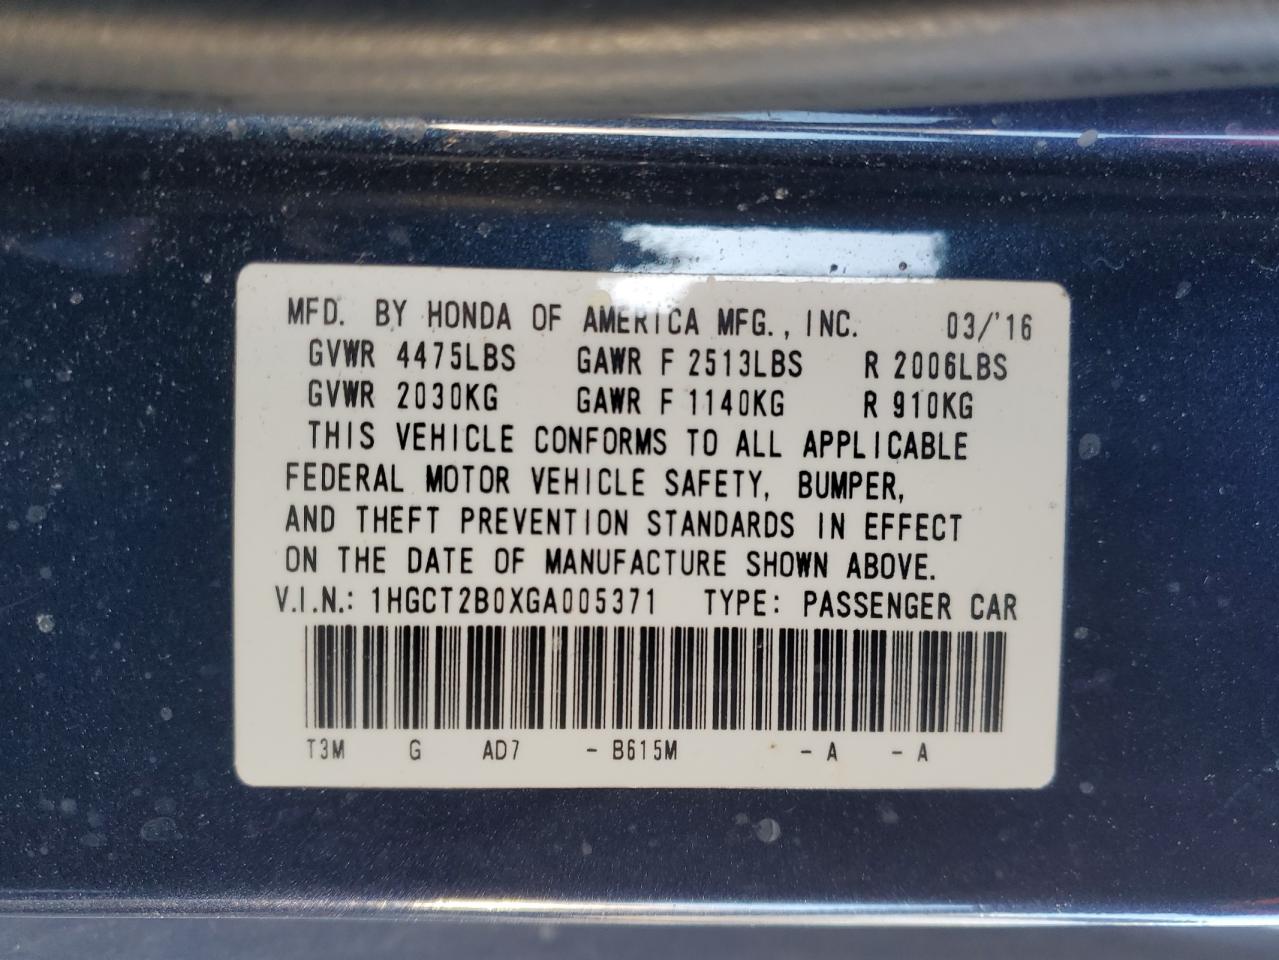 MFD. BY HONDA OF AMERICA MFG., INC. 03/'16
GVWR 4475LBS GAWR F 2513LBS R 2006LBS
GVWR 2030KG GAWR F 1140KG R 910KG
THIS VEHICLE CONFORMS TO ALL APPLICABLE
FEDERAL MOTOR VEHICLE SAFETY, BUMPER,
AND THEFT PREVENTION STANDARDS IN EFFECT
ON THE DATE OF MANUFACTURE SHOWN ABOVE.
V.I.N.: 1HGCT2B0XGA005371 TYPE: PASSENGER CAR
T3M G AD7 - B615M - A - A